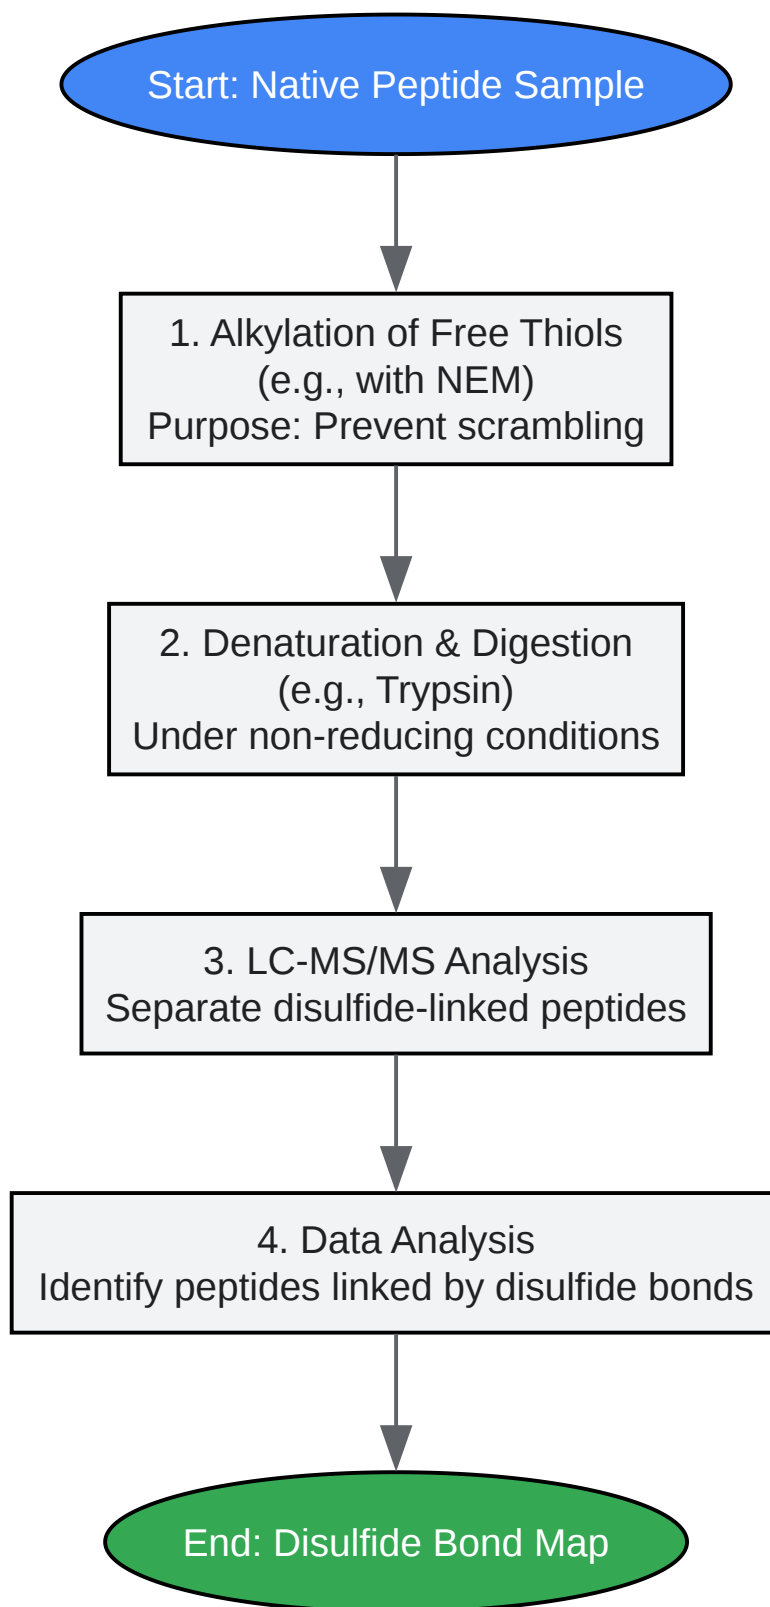 Start: Native Peptide Sample
1. Alkylation of Free Thiols
(e.g., with NEM)
Purpose: Prevent scrambling
2. Denaturation & Digestion
(e.g., Trypsin)
Under non-reducing conditions
3. LC-MS/MS Analysis
Separate disulfide-linked peptides
4. Data Analysis
Identify peptides linked by disulfide bonds
End: Disulfide Bond Map